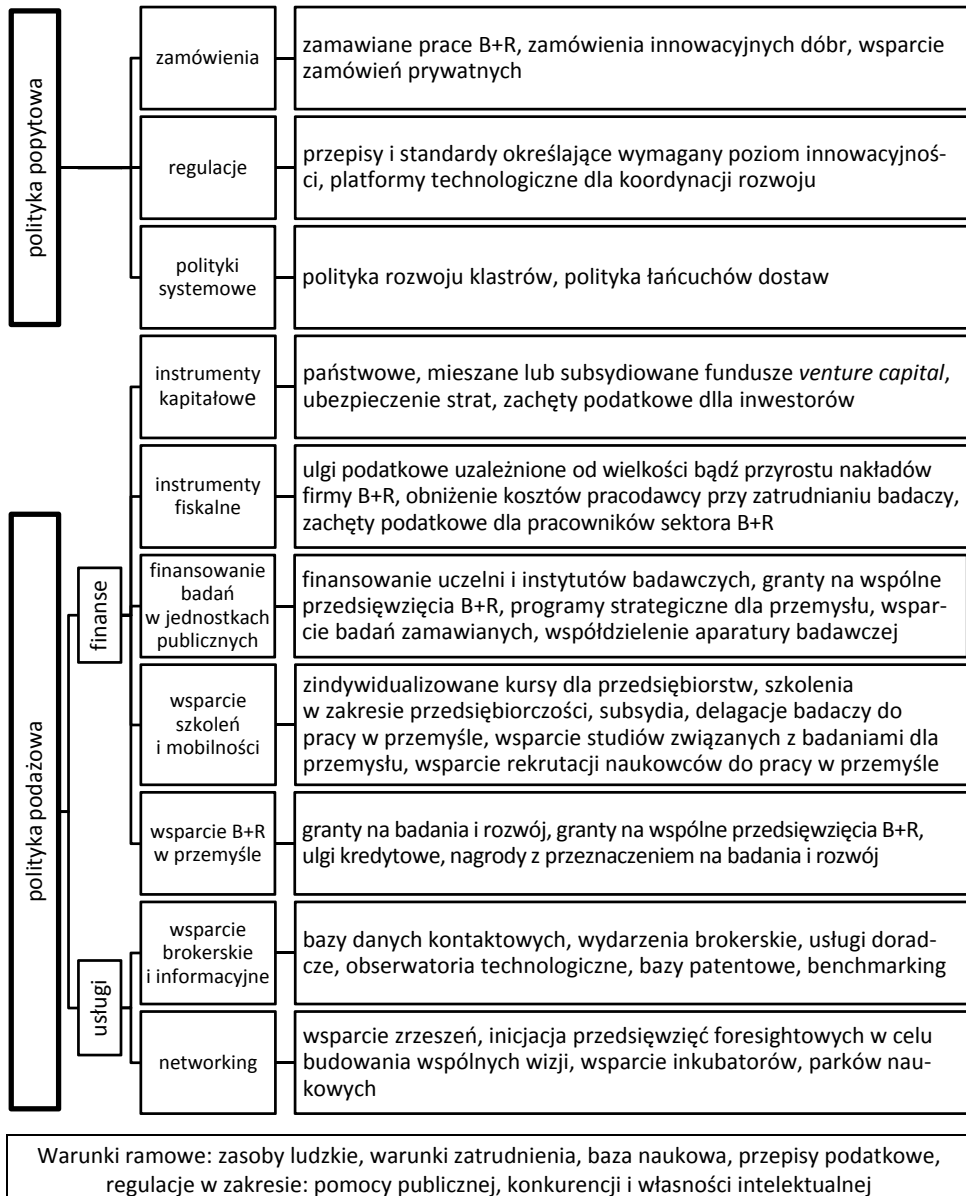 polityka popytowa
zamówienia
zamawiane prace B+R, zamówienia innowacyjnych dóbr, wsparcie
zamówień prywatnych
regulacje
przepisy i standardy określające wymagany poziom innowacyjnoś-
ci, platformy technologiczne dla koordynacji rozwoju
polityki
systemowe
polityka rozwoju klastrów, polityka łańcuchów dostaw
polityka podażowa
finanse
instrumenty
kapitałowe
państwowe, mieszane lub subsydiowane fundusze venture capital,
ubezpieczenie strat, zachęty podatkowe dlla inwestorów
instrumenty
fiskalne
ulgi podatkowe uzależnione od wielkości bądź przyrostu nakładów
firmy B+R, obniżenie kosztów pracodawcy przy zatrudnianiu badaczy,
zachęty podatkowe dla pracowników sektora B+R
finansowanie
badań
w jednostkach
publicznych
finansowanie uczelni i instytutów badawczych, granty na wspólne
przedsięwzięcia B+R, programy strategiczne dla przemysłu, wspar-
cie badań zamawianych, współdzielenie aparatury badawczej
wsparcie
szkoleń
i mobilności
zindywidualizowane kursy dla przedsiębiorstw, szkolenia
w zakresie przedsiębiorczości, subsydia, delagacje badaczy do
pracy w przemyśle, wsparcie studiów związanych z badaniami dla
przemysłu, wsparcie rekrutacji naukowców do pracy w przemyśle
wsparcie B+R
w przemyśle
granty na badania i rozwój, granty na wspólne przedsięwzięcia B+R,
ulgi kredytowe, nagrody z przeznaczeniem na badania i rozwój
usługi
wsparcie
brokerskie
i informacyjne
bazy danych kontaktowych, wydarzenia brokerskie, usługi dorad-
cze, obserwatoria technologiczne, bazy patentowe, benchmarking
networking
wsparcie zrzeszeń, inicjacja przedsięwzięć foresightowych w celu
budowania wspólnych wizji, wsparcie inkubatorów, parków nau-
kowych
Warunki ramowe: zasoby ludzkie, warunki zatrudnienia, baza naukowa, przepisy podatkowe,
regulacje w zakresie: pomocy publicznej, konkurencji i własności intelektualnej